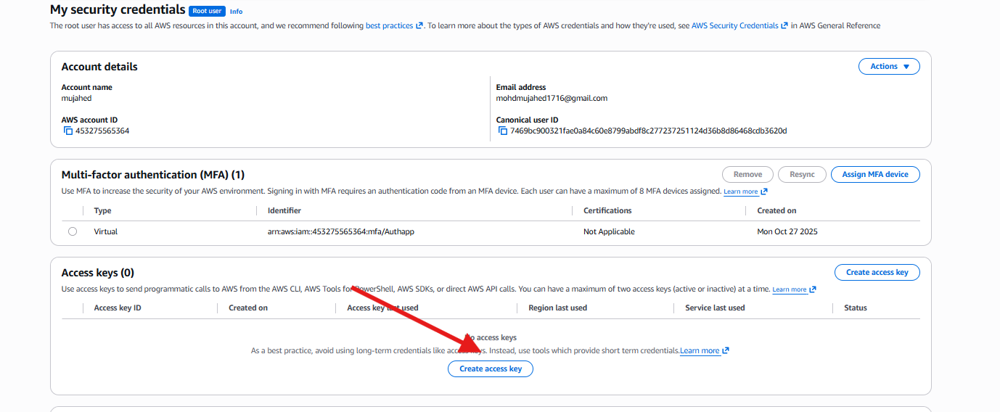 My security credentials Root user Info
The root user has access to all AWS resources in this account, and we recommend following best practices. To learn more about the types of AWS credentials and how they're used, see AWS Security Credentials in AWS General Reference
Account details
Actions
Account name
mujahed
Email address
mohdmujahed1716@gmail.com
AWS account ID
453275565364
Canonical user ID
7469bc900321fae0a84c60e8799abdf8c277237251124d36b8d86468cdb3620d
Multi-factor authentication (MFA) (1)
Remove Resync Assign MFA device
Use MFA to increase the security of your AWS environment. Signing in with MFA requires an authentication code from an MFA device. Each user can have a maximum of 8 MFA devices assigned. Learn more
Type Identifier Certifications Created on
Virtual arn:aws:iam::453275565364:mfa/Authapp Not Applicable Mon Oct 27 2025
Access keys (0)
Create access key
Use access keys to send programmatic calls to AWS from the AWS CLI, AWS Tools for PowerShell, AWS SDKs, or direct AWS API calls. You can have a maximum of two access keys (active or inactive) at a time. Learn more
Access key ID Created on Access key last used Region last used Service last used Status
No access keys
As a best practice, avoid using long-term credentials like access keys. Instead, use tools which provide short term credentials. Learn more
Create access key